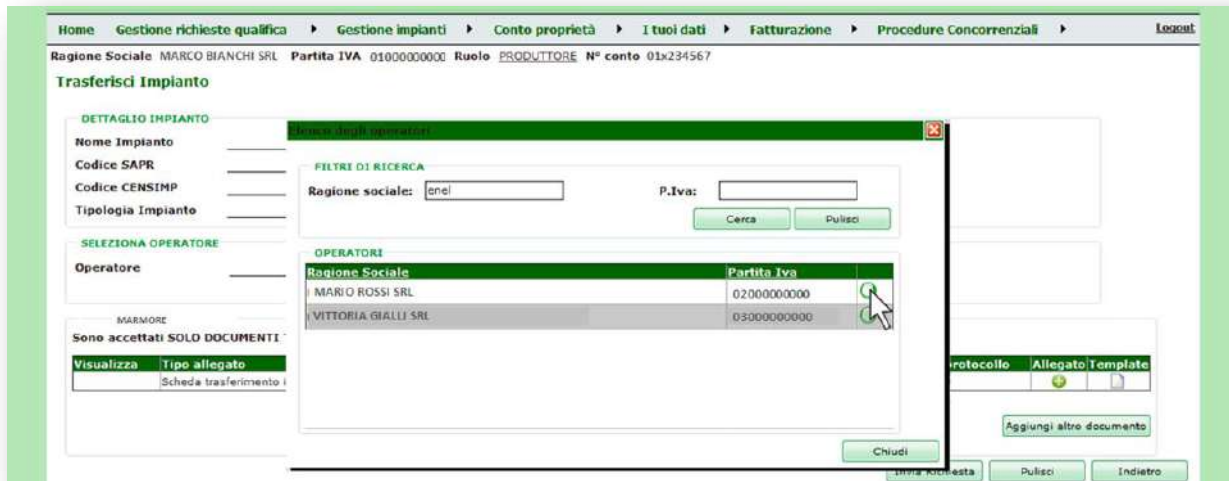 Home Gestione richieste qualifica Gestione impianti Conto proprietà I tuoi dati Fatturazione Procedure Concorrenziali Logout
Ragione Sociale MARCO BIANCHI SRL Partita IVA 01000000000 Ruolo PRODUTTORE N° conto 01x234567
Trasferisci Impianto
DETTAGLIO IMPIANTO
Nome Impianto
Codice SAPR
Codice CENSIMP
Tipologia Impianto
SELEZIONA OPERATORE
Operatore
MARMORE
Sono accettati SOLO DOCUMENTI
Visualizza Tipo allegato rotocollo Allegato Template
Scheda trasferimento i
Aggiungi altro documento
Invia Richiesta Pulisci Indietro
Elenco degli operatori
FILTRI DI RICERCA
Ragione sociale: enel P.Iva:
Cerca Pulisci
OPERATORI
Ragione Sociale Partita Iva
MARIO ROSSI SRL 02000000000
VITTORIA GIALLI SRL 03000000000
Chiudi